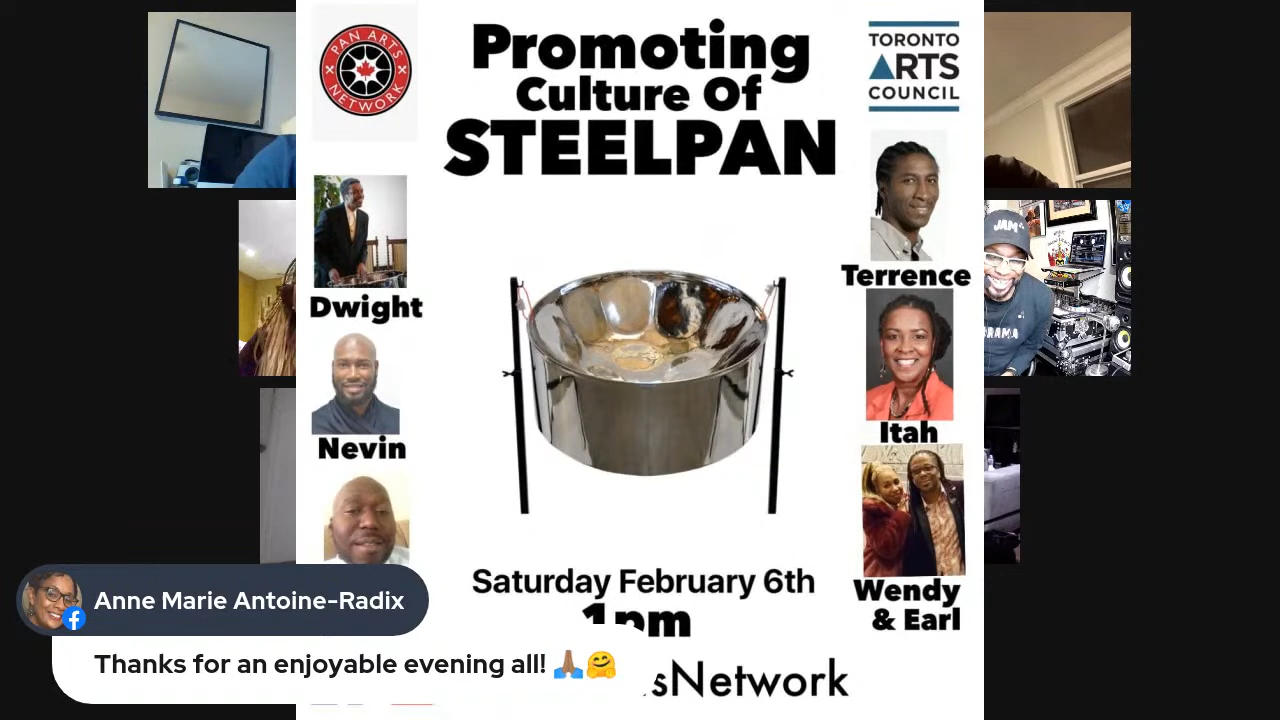 PAN ARTS
NETWORK
Promoting
Culture Of
STEELPAN
TORONTO
ARTS
COUNCIL
Dwight
Nevin
Terrence
Itah
Wendy
& Earl
JAM
Saturday February 6th
1pm
sNetwork
Anne Marie Antoine-Radix
Thanks for an enjoyable evening all! 🙏🏽🤗